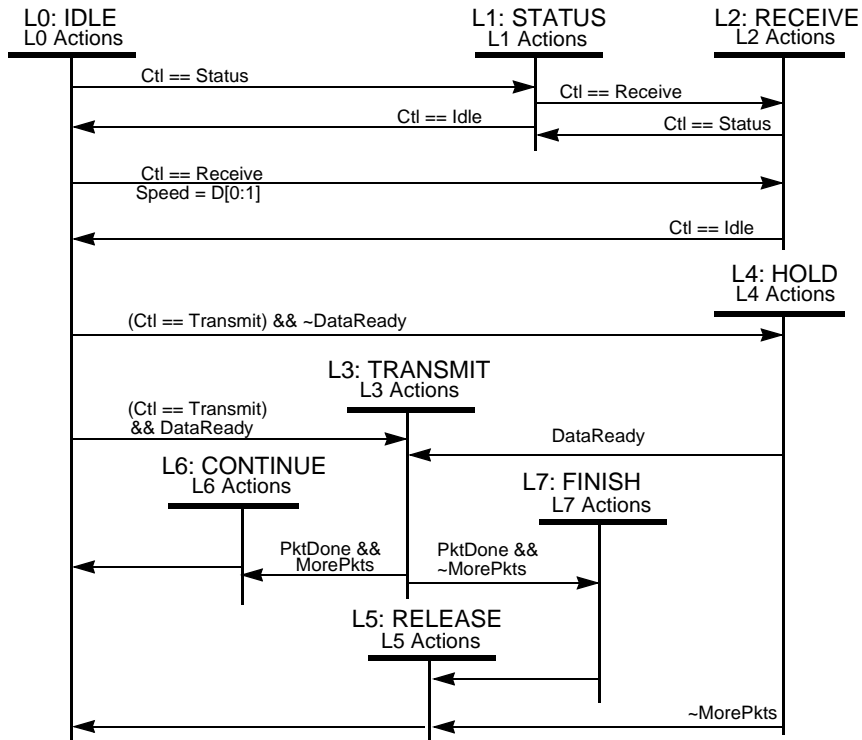 L0: IDLE
L0 Actions
L1: STATUS
L1 Actions
L2: RECEIVE
L2 Actions
Ctl == Status
Ctl == Receive
Ctl == Idle
Ctl == Status
Ctl == Receive
Speed = D[0:1]
Ctl == Idle
L4: HOLD
L4 Actions
(Ctl == Transmit) && ~DataReady
L3: TRANSMIT
L3 Actions
(Ctl == Transmit)
&& DataReady
DataReady
L6: CONTINUE
L6 Actions
L7: FINISH
L7 Actions
PktDone &&
MorePkts
PktDone &&
~MorePkts
L5: RELEASE
L5 Actions
~MorePkts